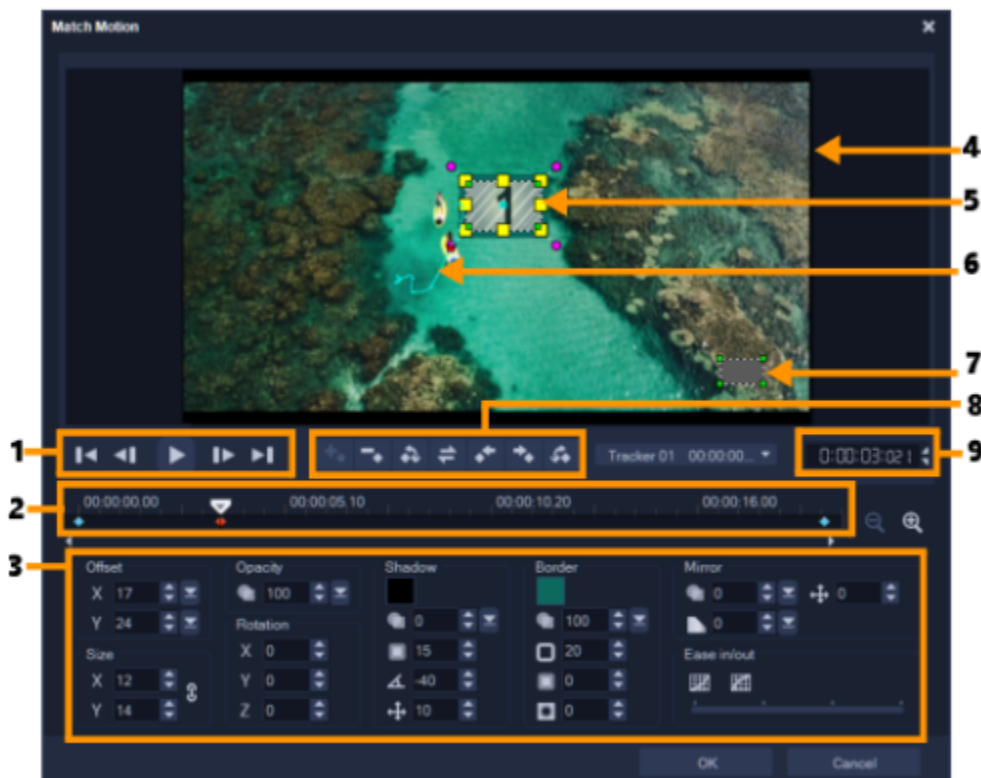 Match Motion
4
1
5
6
7
8
1
Tracker 01 00:00:00...
0:00:03:021
9
2
00:00:00.00 00:00:05.10 00:00:10.20 00:00:16.00
3
Offset Opacity Shadow Border Mirror
X 17 100 0 0
Y 24 0 100 0
Size Rotation 15 20 Ease in/out
X 12 X 0 -40 0
Y 14 Y 0 10 0
Z 0
OK Cancel